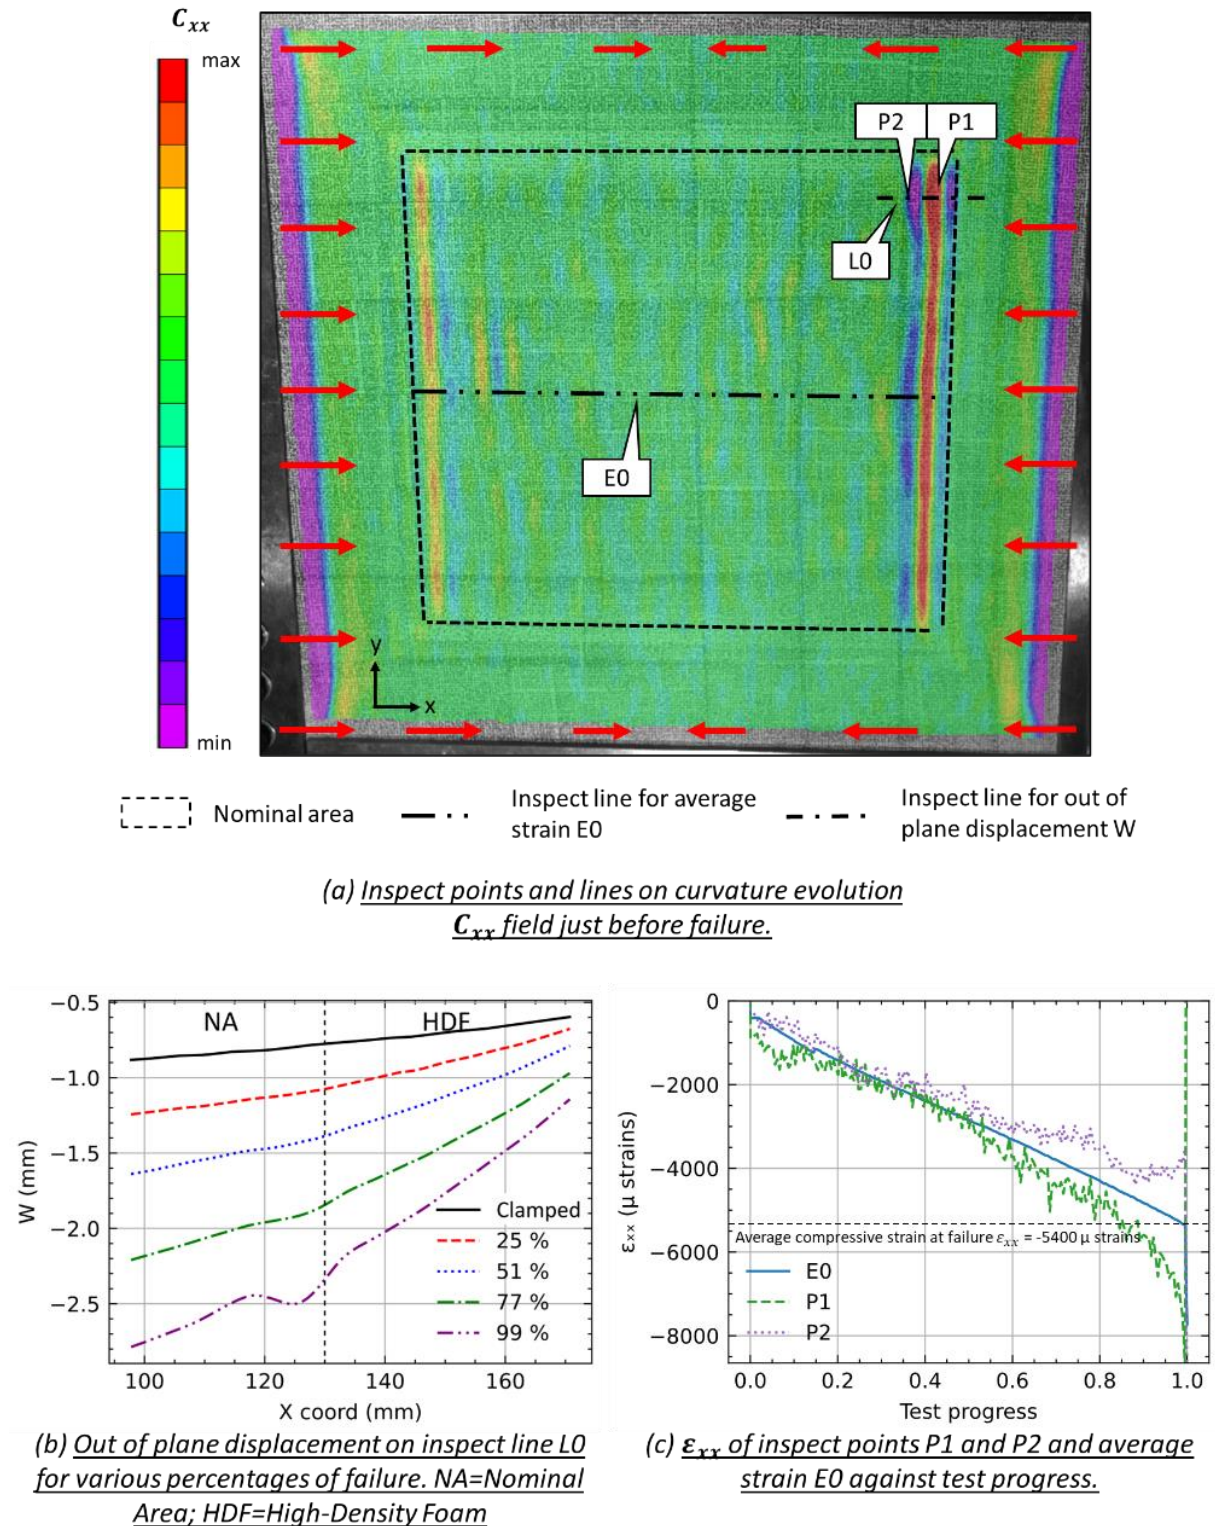 C_xx
max
min
P2
P1
L0
E0
y
x
Nominal area
Inspect line for average
strain E0
Inspect line for out of
plane displacement W
(a) Inspect points and lines on curvature evolution
C_xx field just before failure.
−0.5
−1.0
−1.5
−2.0
−2.5
W (mm)
NA
HDF
Clamped
25 %
51 %
77 %
99 %
100
120
140
160
X coord (mm)
(b) Out of plane displacement on inspect line L0
for various percentages of failure. NA=Nominal
Area; HDF=High-Density Foam
0
−2000
−4000
−6000
−8000
ε_xx (μ strains)
Average compressive strain at failure ε_xx = -5400 μ strains
E0
P1
P2
0.0
0.2
0.4
0.6
0.8
1.0
Test progress
(c) ε_xx of inspect points P1 and P2 and average
strain E0 against test progress.